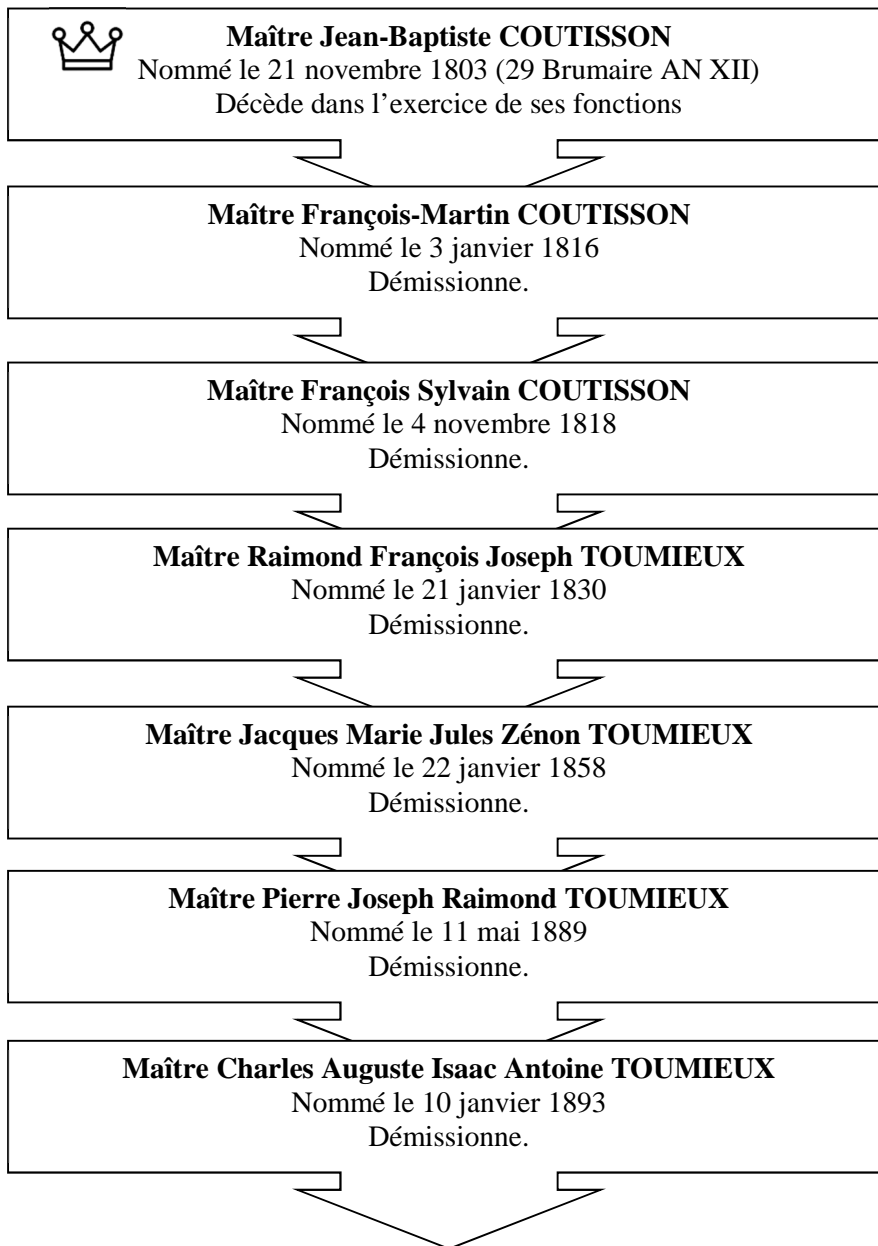 Maître Jean-Baptiste COUTISSON
Nommé le 21 novembre 1803 (29 Brumaire AN XII)
Décède dans l’exercice de ses fonctions
Maître François-Martin COUTISSON
Nommé le 3 janvier 1816
Démissionne.
Maître François Sylvain COUTISSON
Nommé le 4 novembre 1818
Démissionne.
Maître Raimond François Joseph TOUMIEUX
Nommé le 21 janvier 1830
Démissionne.
Maître Jacques Marie Jules Zénon TOUMIEUX
Nommé le 22 janvier 1858
Démissionne.
Maître Pierre Joseph Raimond TOUMIEUX
Nommé le 11 mai 1889
Démissionne.
Maître Charles Auguste Isaac Antoine TOUMIEUX
Nommé le 10 janvier 1893
Démissionne.